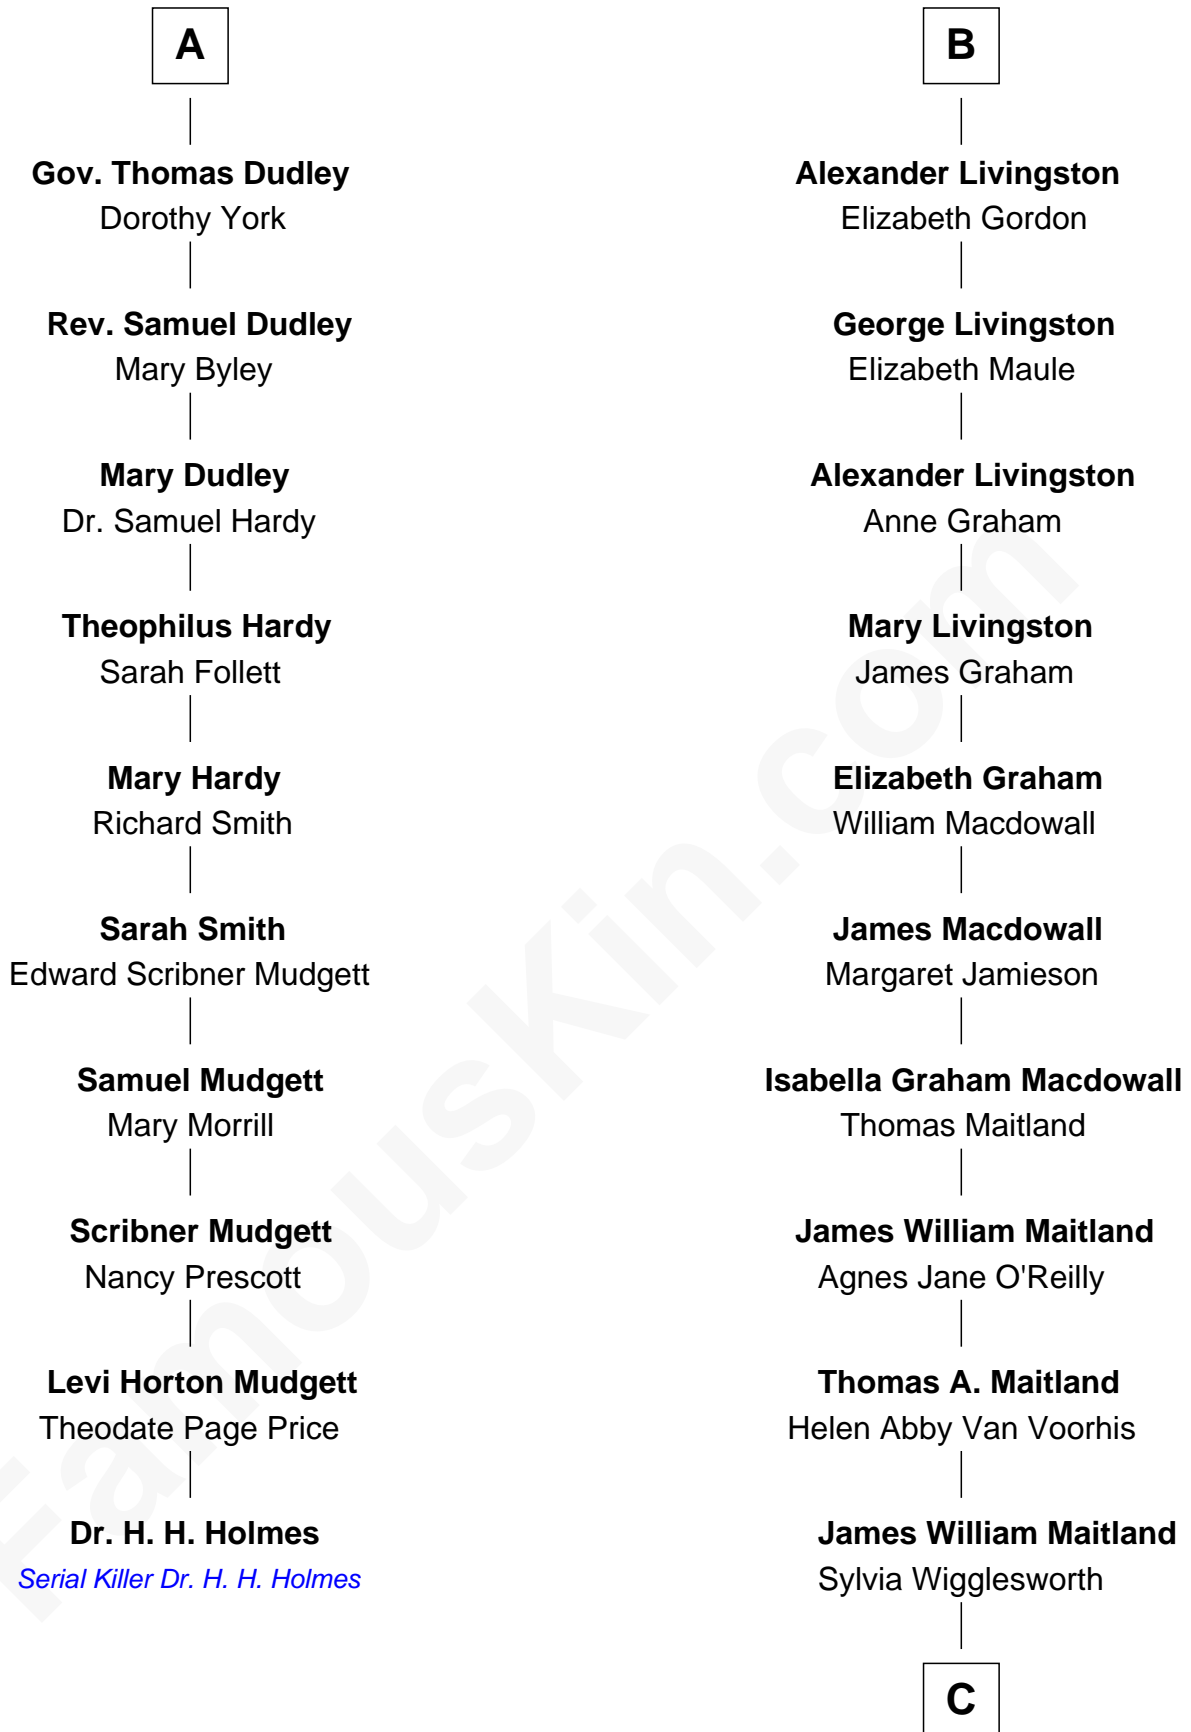 A
Gov. Thomas Dudley
Dorothy York
Rev. Samuel Dudley
Mary Byley
Mary Dudley
Dr. Samuel Hardy
Theophilus Hardy
Sarah Follett
Mary Hardy
Richard Smith
Sarah Smith
Edward Scribner Mudgett
Samuel Mudgett
Mary Morrill
Scribner Mudgett
Nancy Prescott
Levi Horton Mudgett
Theodate Page Price
Dr. H. H. Holmes
Serial Killer Dr. H. H. Holmes
B
Alexander Livingston
Elizabeth Gordon
George Livingston
Elizabeth Maule
Alexander Livingston
Anne Graham
Mary Livingston
James Graham
Elizabeth Graham
William Macdowall
James Macdowall
Margaret Jamieson
Isabella Graham Macdowall
Thomas Maitland
James William Maitland
Agnes Jane O'Reilly
Thomas A. Maitland
Helen Abby Van Voorhis
James William Maitland
Sylvia Wigglesworth
C
FamousKin.com